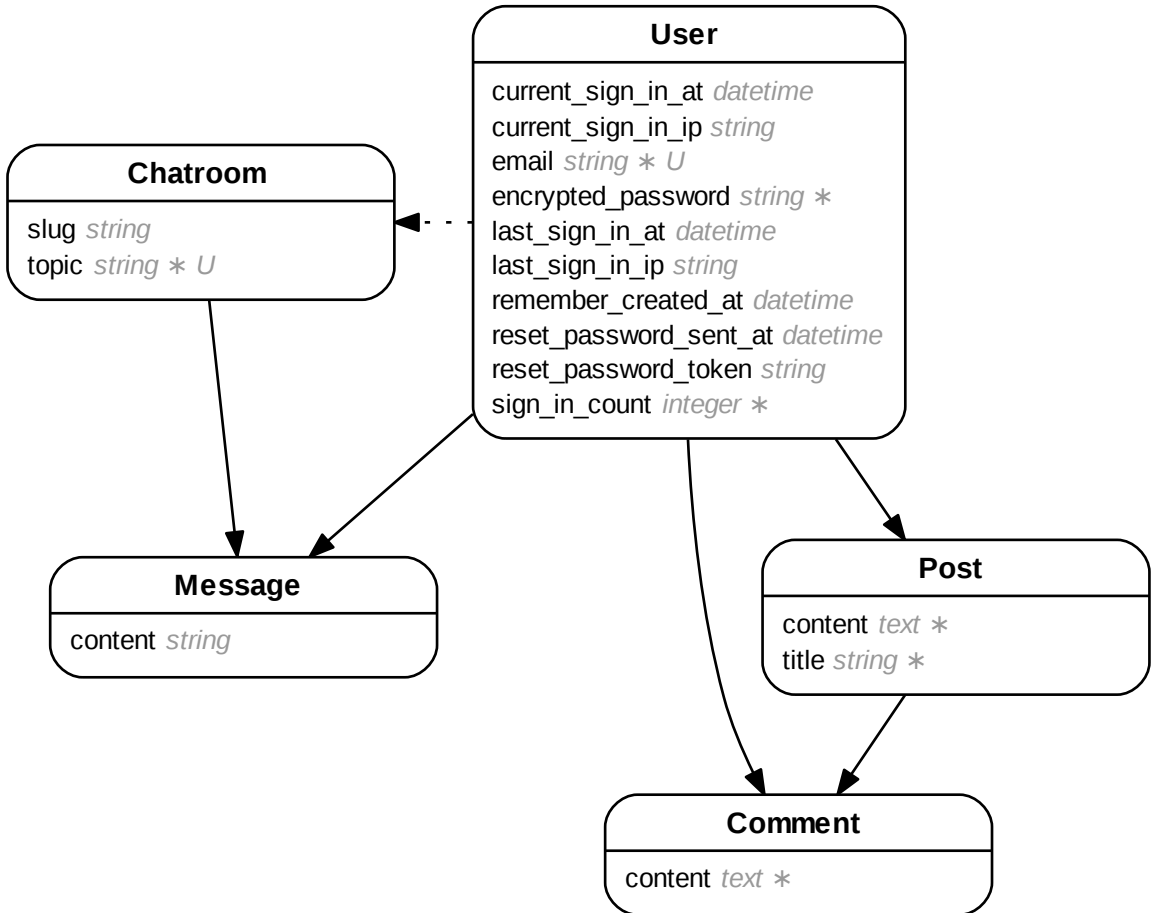 User
current_sign_in_at datetime
current_sign_in_ip string
email string ∗ U
encrypted_password string ∗
last_sign_in_at datetime
last_sign_in_ip string
remember_created_at datetime
reset_password_sent_at datetime
reset_password_token string
sign_in_count integer ∗
Chatroom
slug string
topic string ∗ U
Message
content string
Post
content text ∗
title string ∗
Comment
content text ∗